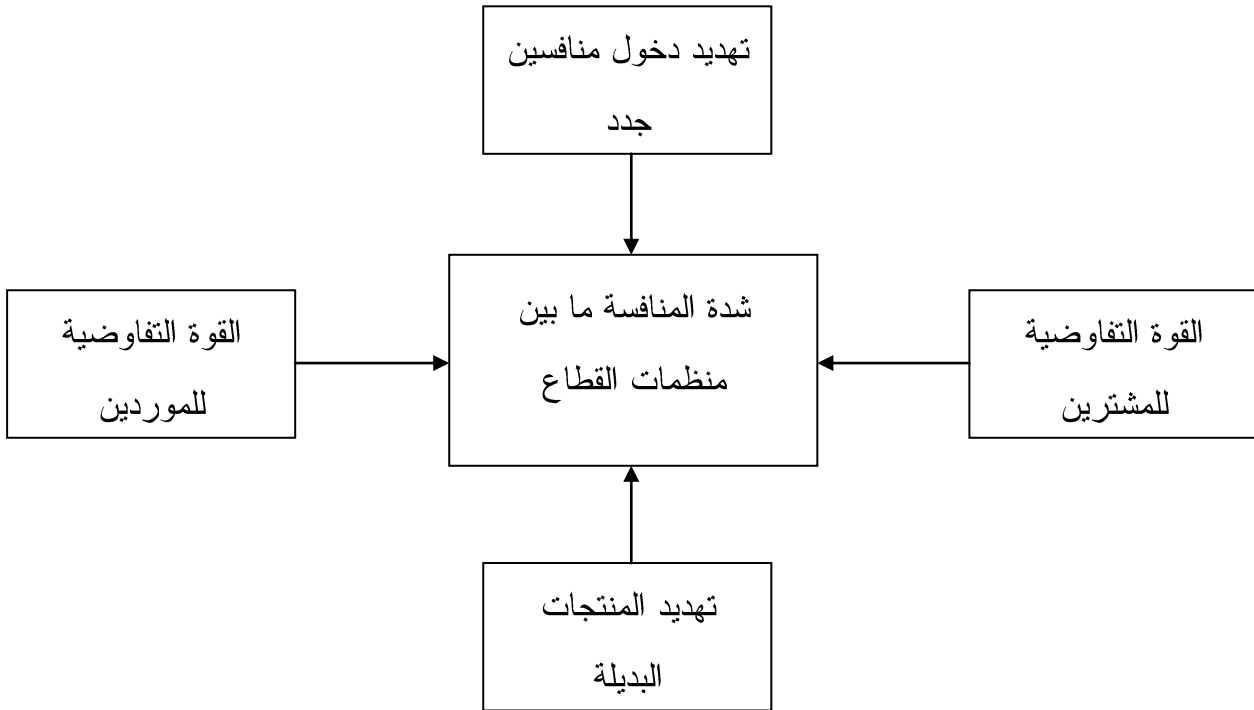 تهديد دخول منافسين
جدد
شدة المنافسة ما بين
منظمات القطاع
القوة التفاوضية
للمشترين
القوة التفاوضية
للموردين
تهديد المنتجات
البديلة